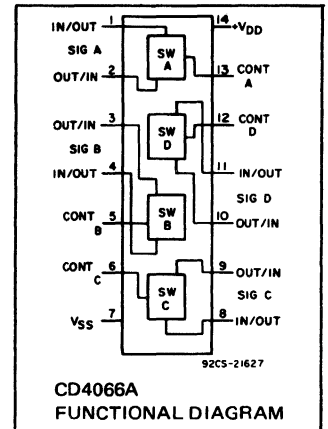 IN/OUT 1 14 +VDD
SIG A SW A
OUT/IN 2 13 CONT A
OUT/IN 3 12 CONT D
SIG B SW D
IN/OUT 4 11 IN/OUT
SIG D
CONT B 5 SW B 10 OUT/IN
CONT C 6 9 OUT/IN
SW C SIG C
VSS 7 8 IN/OUT
92CS-21627
CD4066A
FUNCTIONAL DIAGRAM